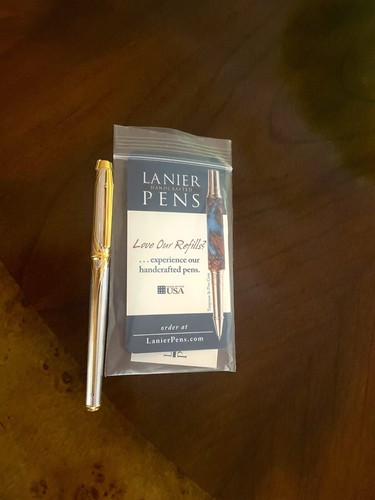 LANIER
HANDCRAFTED
PENS
Love Our Refills?
...experience our
handcrafted pens.
USA
order at
LanierPens.com